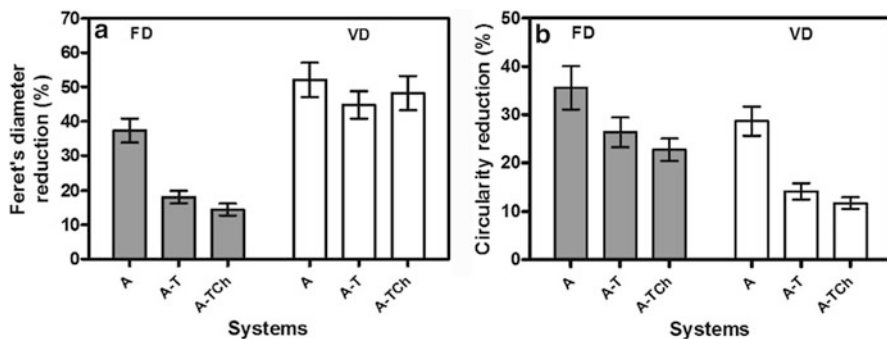 a
FD
VD
Feret's diameter
reduction (%)
70
60
50
40
30
20
10
0
A
A-T
A-TCh
A
A-T
A-TCh
Systems
b
FD
VD
Circularity reduction (%)
50
40
30
20
10
0
A
A-T
A-TCh
A
A-T
A-TCh
Systems